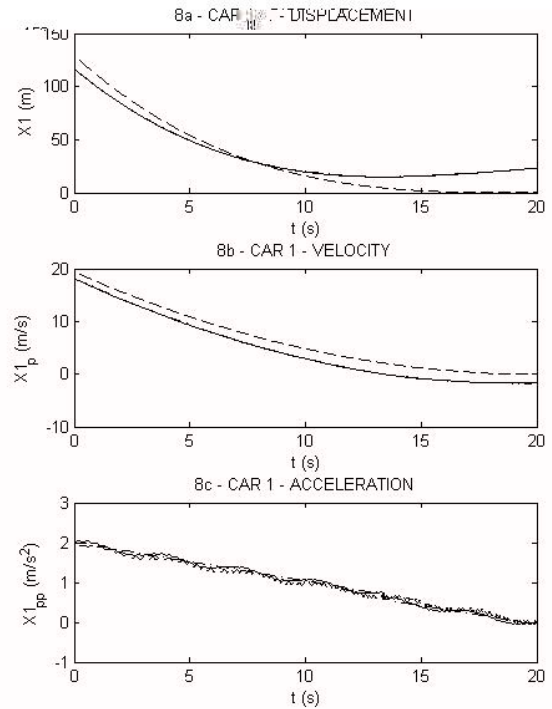 8a - CAR - DISPLACEMENT
150
100
50
0
X1 (m)
0 5 10 15 20
t (s)
8b - CAR 1 - VELOCITY
20
10
0
-10
X1p (m/s)
0 5 10 15 20
t (s)
8c - CAR 1 - ACCELERATION
3
2
1
0
-1
X1pp (m/s²)
0 5 10 15 20
t (s)